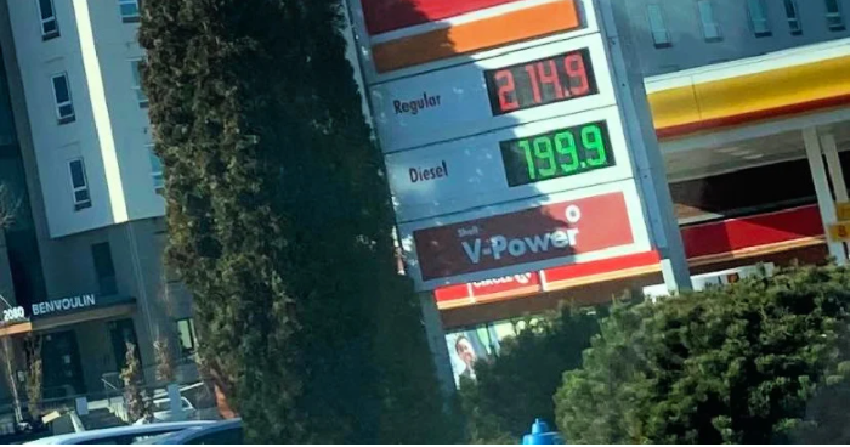 Regular 214.9
Diesel 199.9
Shell
V-Power
2080 BENVOULIN